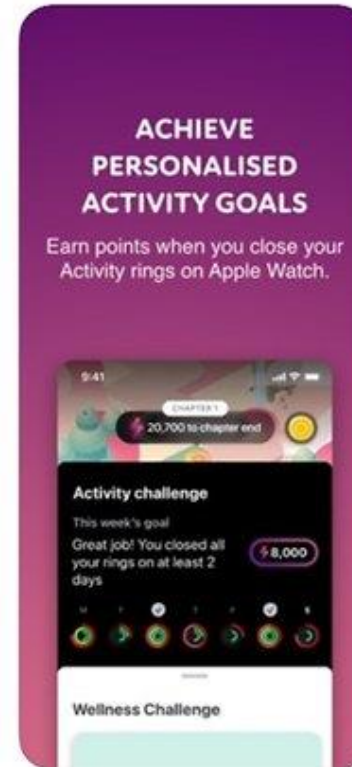 ACHIEVE
PERSONALISED
ACTIVITY GOALS
Earn points when you close your
Activity rings on Apple Watch.
9:41
CHAPTER 1
20,700 to chapter end
Activity challenge
This week's goal
Great job! You closed all
your rings on at least 2
days
8,000
M T T F S
Wellness Challenge